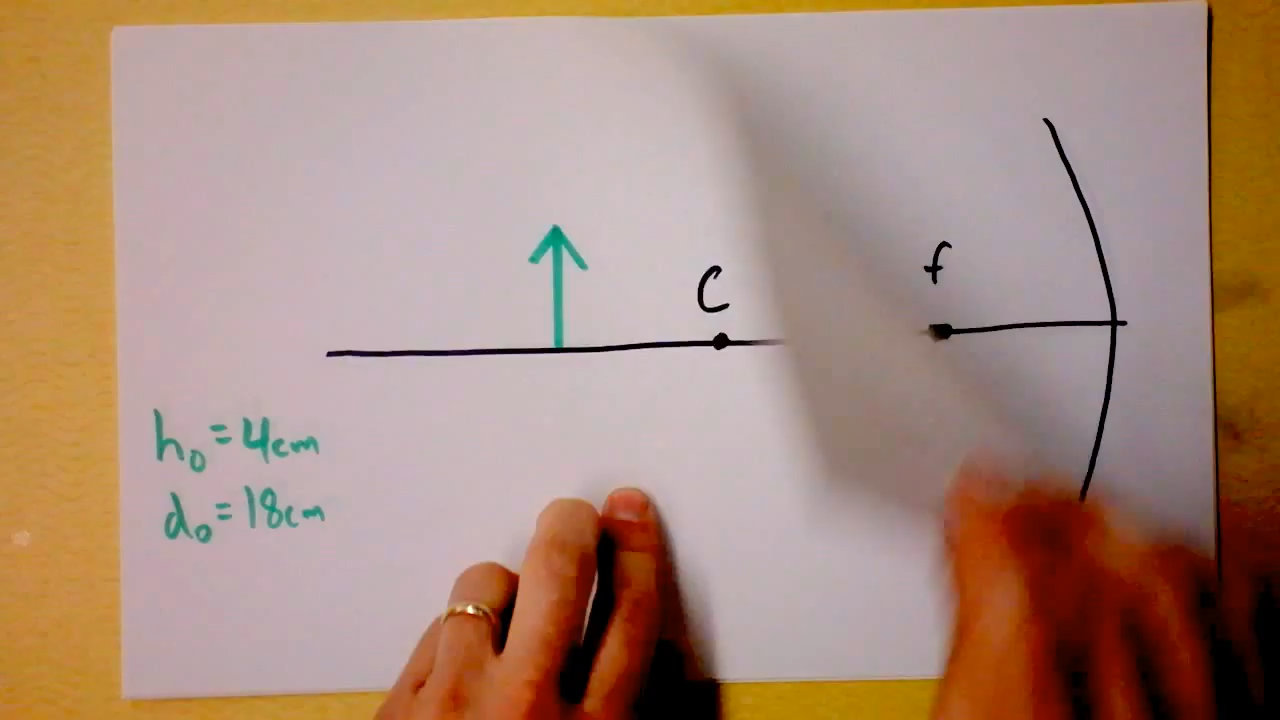 C
f
h₀ = 4cm
d₀ = 18cm